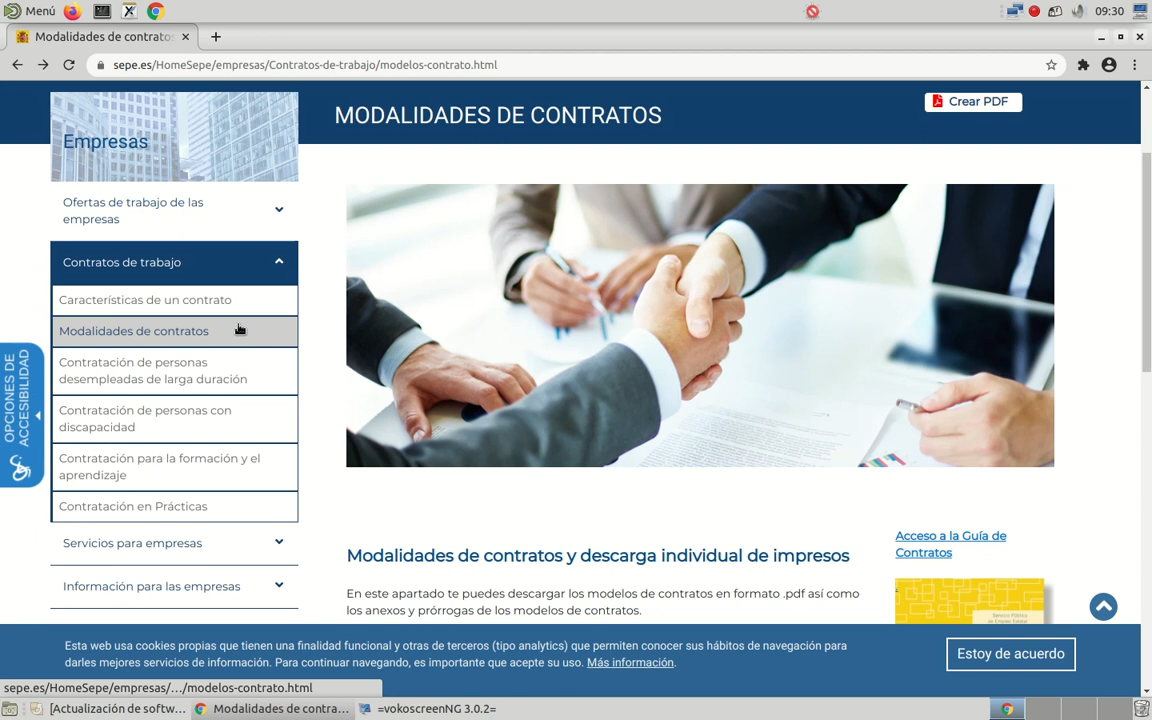 Menú
09:30
Modalidades de contratos
sepe.es/HomeSepe/empresas/Contratos-de-trabajo/modelos-contrato.html
Empresas
MODALIDADES DE CONTRATOS
Crear PDF
Ofertas de trabajo de las
empresas
Contratos de trabajo
Características de un contrato
Modalidades de contratos
Contratación de personas
desempleadas de larga duración
Contratación de personas con
discapacidad
Contratación para la formación y el
aprendizaje
Contratación en Prácticas
Servicios para empresas
Información para las empresas
OPCIONES DE
ACCESIBILIDAD
Modalidades de contratos y descarga individual de impresos
En este apartado te puedes descargar los modelos de contratos en formato .pdf así como
los anexos y prórrogas de los modelos de contratos.
Acceso a la Guía de
Contratos
Servicio Público
de Empleo Estatal
Esta web usa cookies propias que tienen una finalidad funcional y otras de terceros (tipo analytics) que permiten conocer sus hábitos de navegación para
darles mejores servicios de información. Para continuar navegando, es importante que acepte su uso. Más información.
Estoy de acuerdo
sepe.es/HomeSepe/empresas/.../modelos-contrato.html
[Actualización de softw...
Modalidades de contra...
=vokoscreenNG 3.0.2=